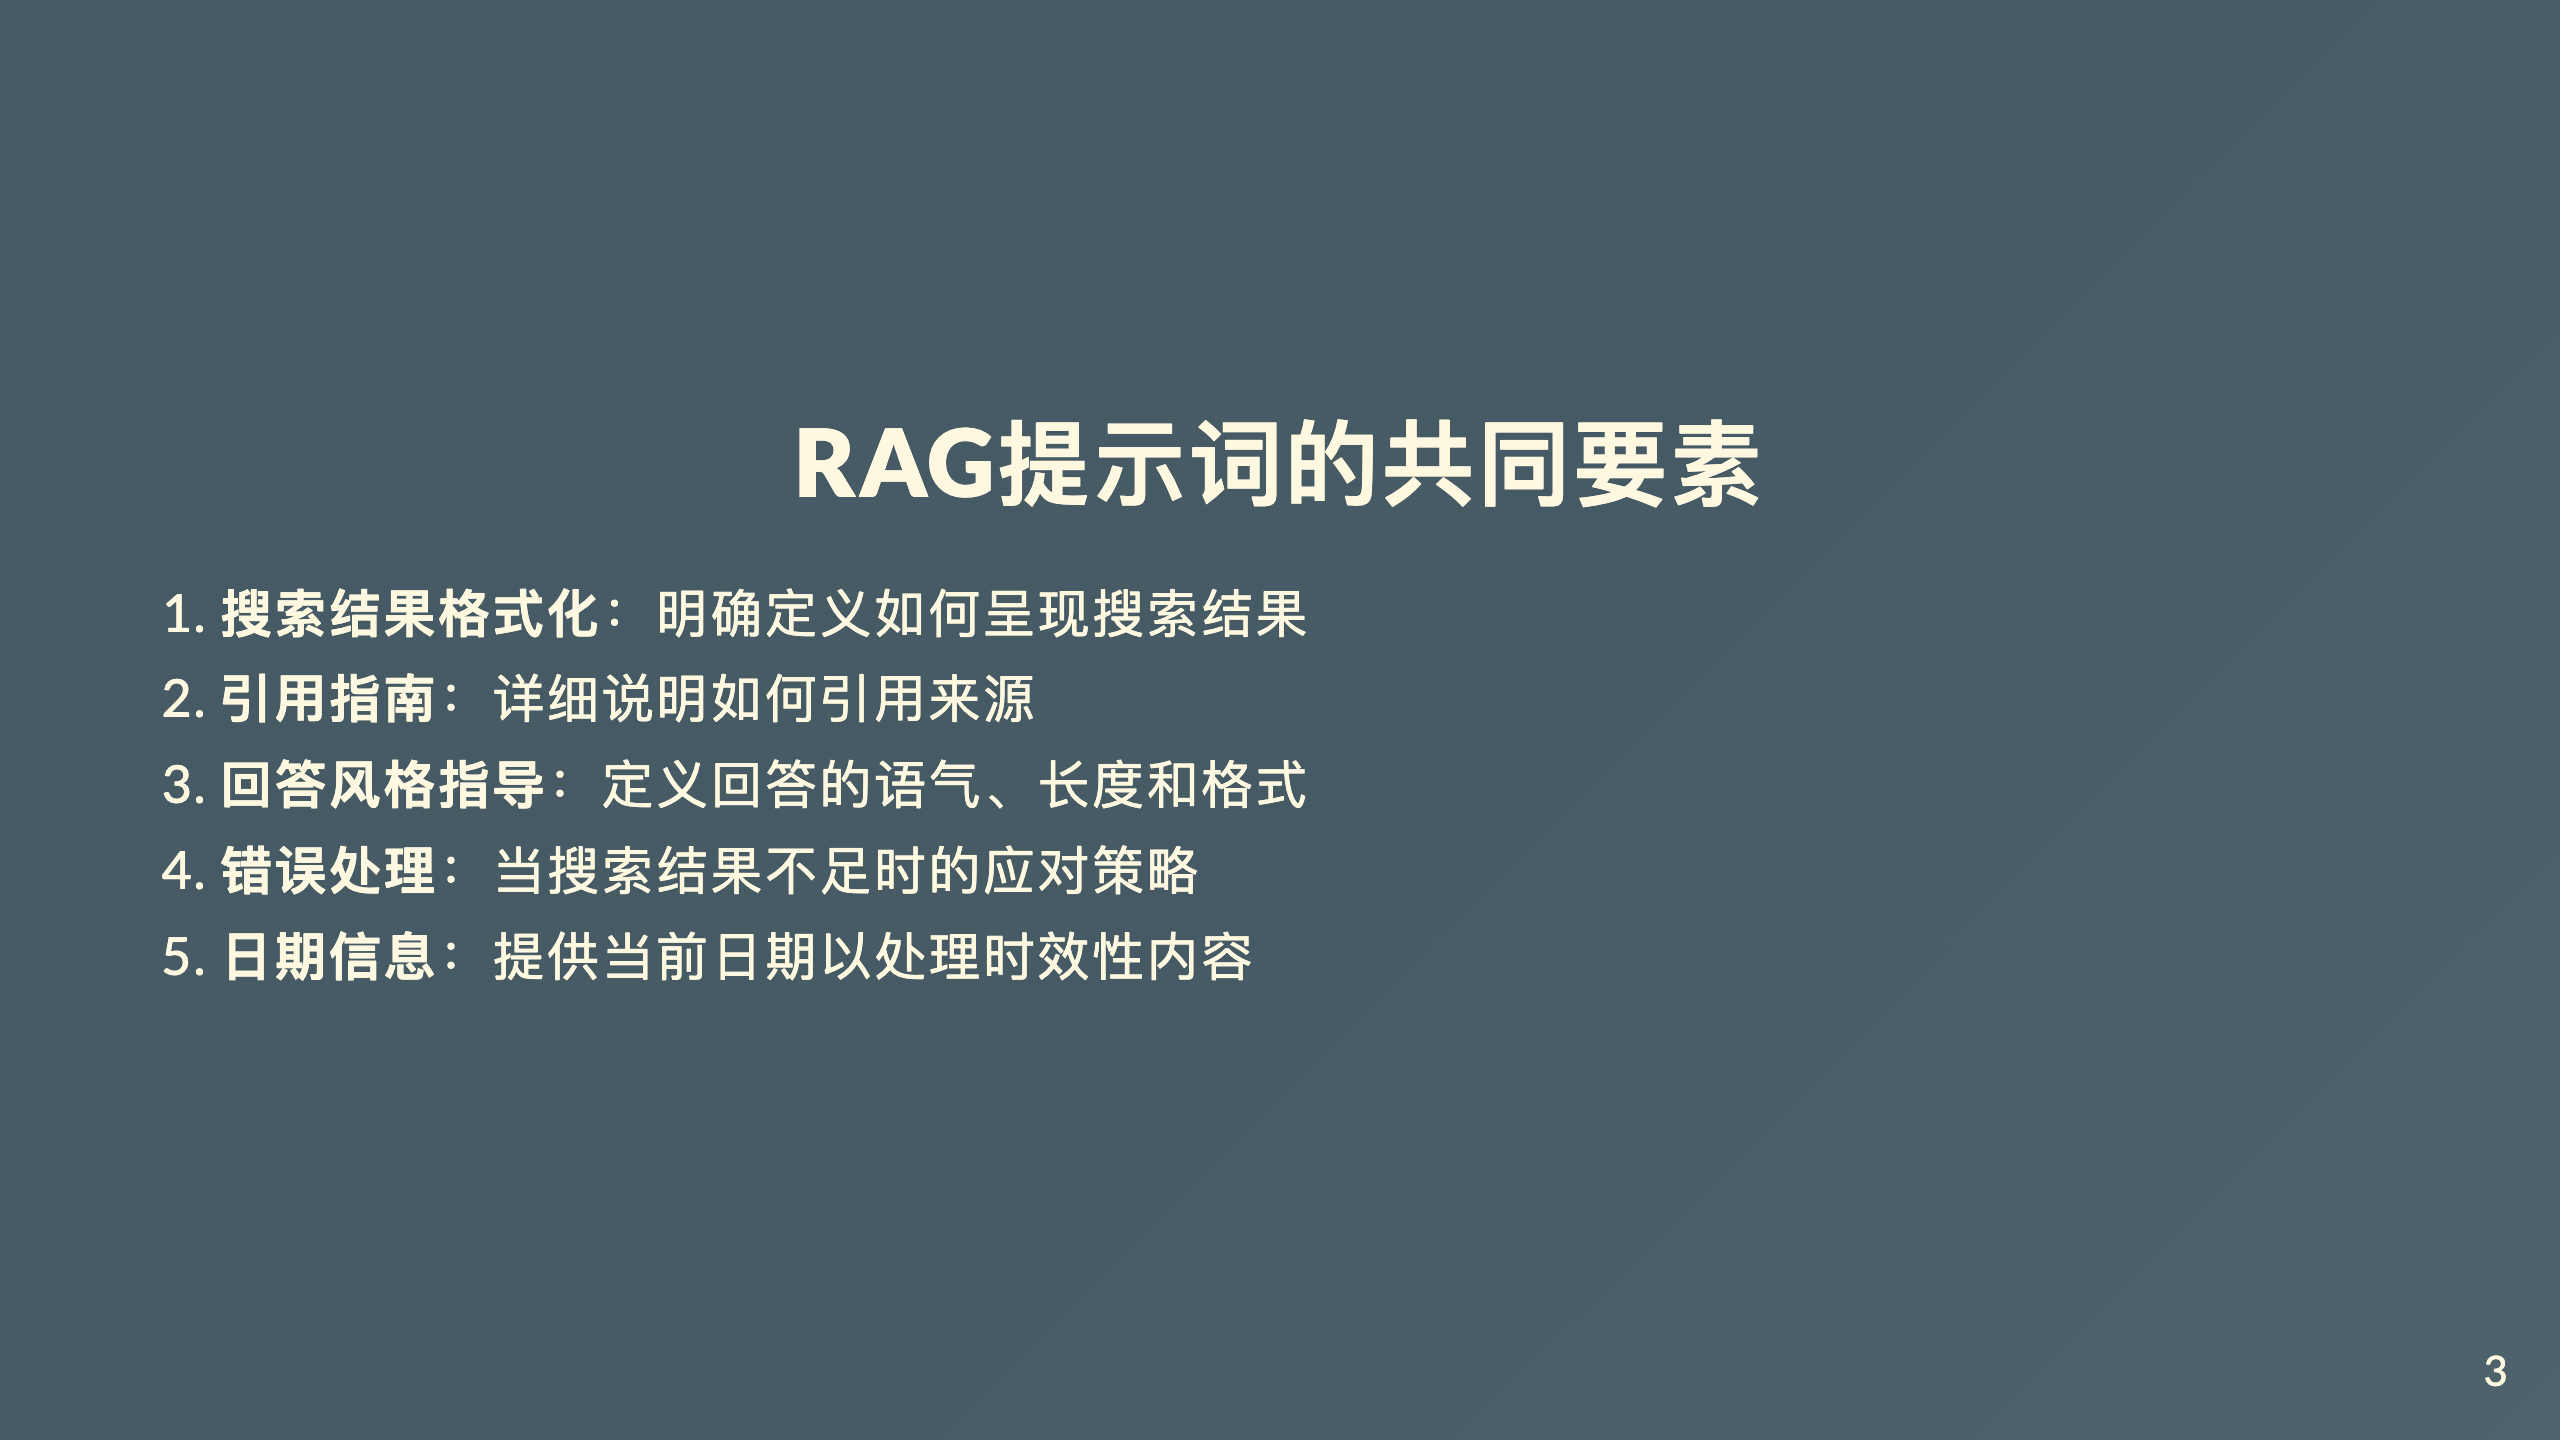 RAG提示词的共同要素
1. 搜索结果格式化：明确定义如何呈现搜索结果
2. 引用指南：详细说明如何引用来源
3. 回答风格指导：定义回答的语气、长度和格式
4. 错误处理：当搜索结果不足时的应对策略
5. 日期信息：提供当前日期以处理时效性内容
3